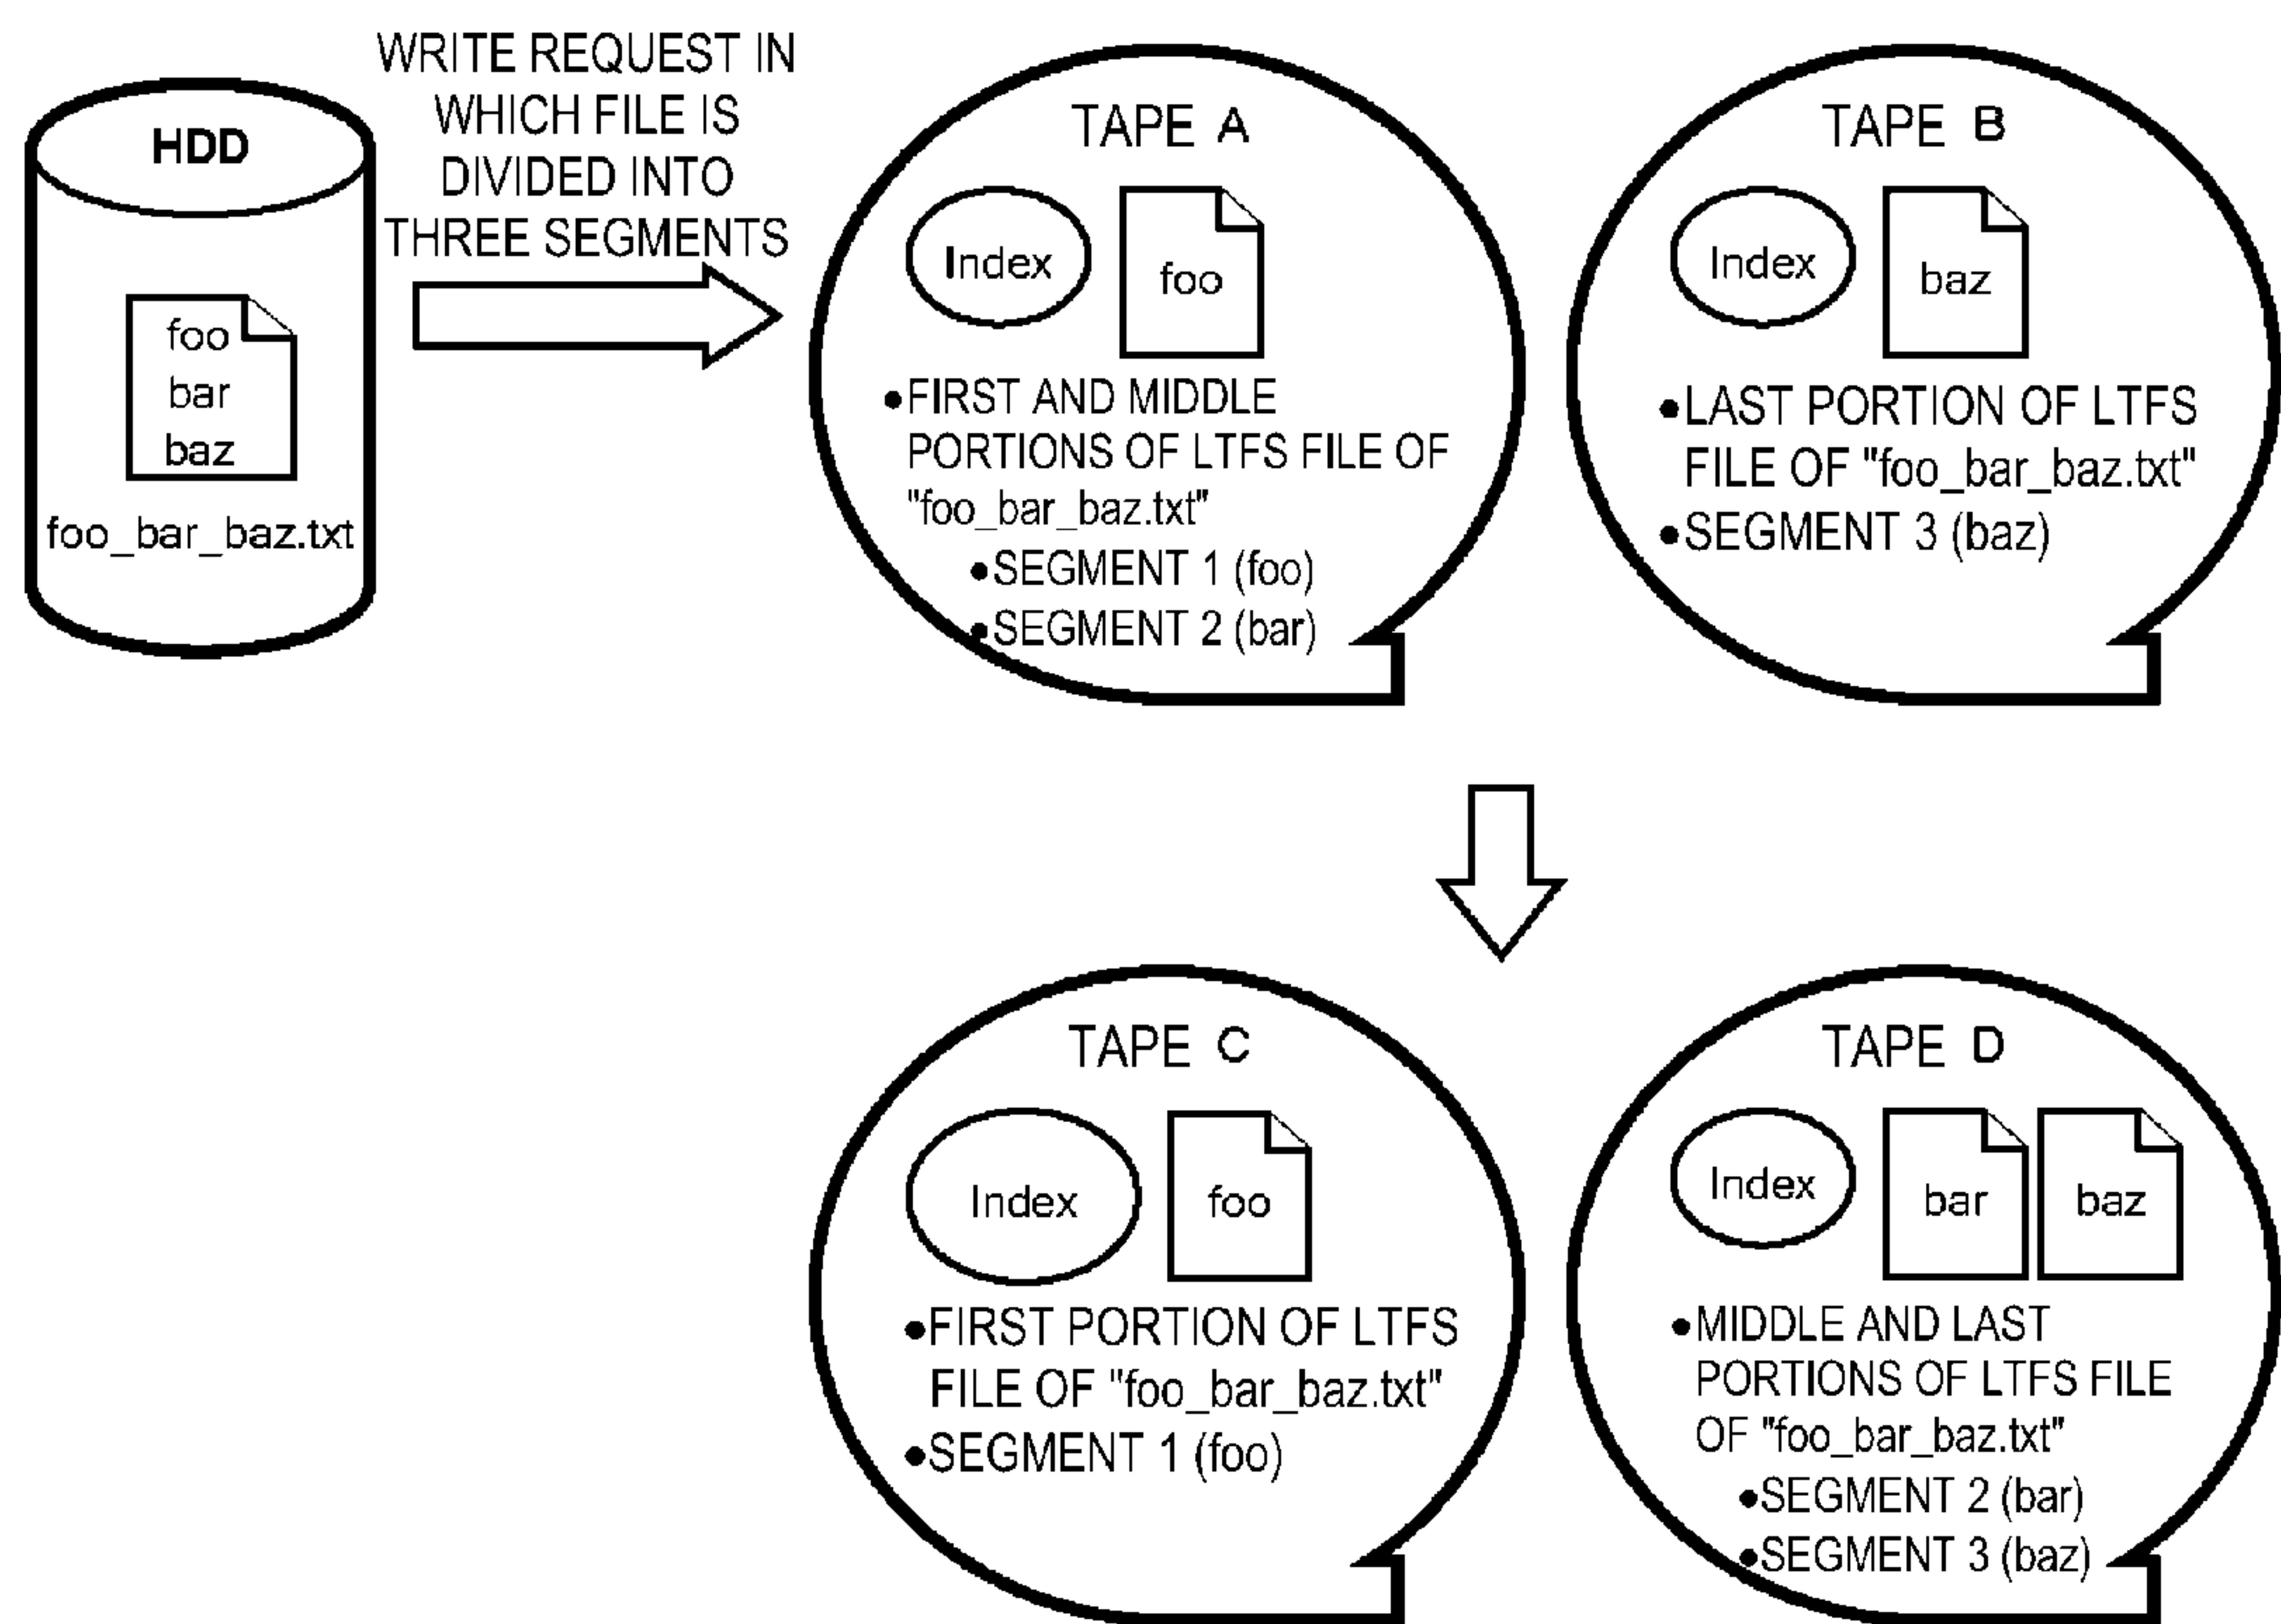 HDD
foo
bar
baz
foo_bar_baz.txt
WRITE REQUEST IN
WHICH FILE IS
DIVIDED INTO
THREE SEGMENTS
TAPE A
Index
foo
•FIRST AND MIDDLE
PORTIONS OF LTFS FILE OF
"foo_bar_baz.txt"
•SEGMENT 1 (foo)
•SEGMENT 2 (bar)
TAPE B
Index
baz
•LAST PORTION OF LTFS
FILE OF "foo_bar_baz.txt"
•SEGMENT 3 (baz)
TAPE C
Index
foo
•FIRST PORTION OF LTFS
FILE OF "foo_bar_baz.txt"
•SEGMENT 1 (foo)
TAPE D
Index
bar
baz
•MIDDLE AND LAST
PORTIONS OF LTFS FILE
OF "foo_bar_baz.txt"
•SEGMENT 2 (bar)
•SEGMENT 3 (baz)